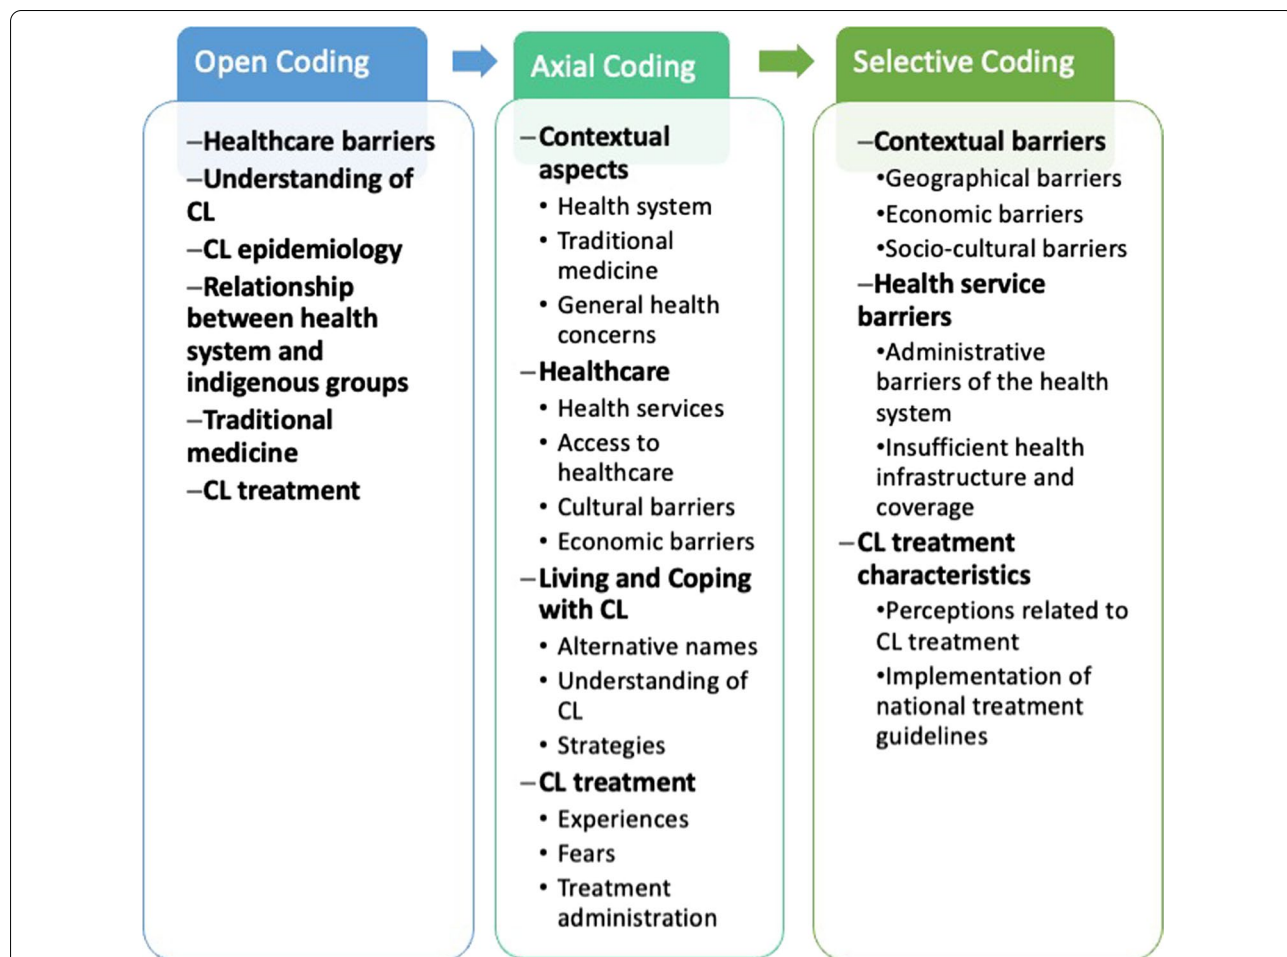 Open Coding
–Healthcare barriers
–Understanding of
CL
–CL epidemiology
–Relationship
between health
system and
indigenous groups
–Traditional
medicine
–CL treatment
Axial Coding
–Contextual
aspects
• Health system
• Traditional
medicine
• General health
concerns
–Healthcare
• Health services
• Access to
healthcare
• Cultural barriers
• Economic barriers
–Living and Coping
with CL
• Alternative names
• Understanding of
CL
• Strategies
–CL treatment
• Experiences
• Fears
• Treatment
administration
Selective Coding
–Contextual barriers
•Geographical barriers
•Economic barriers
•Socio-cultural barriers
–Health service
barriers
•Administrative
barriers of the health
system
•Insufficient health
infrastructure and
coverage
–CL treatment
characteristics
•Perceptions related to
CL treatment
•Implementation of
national treatment
guidelines